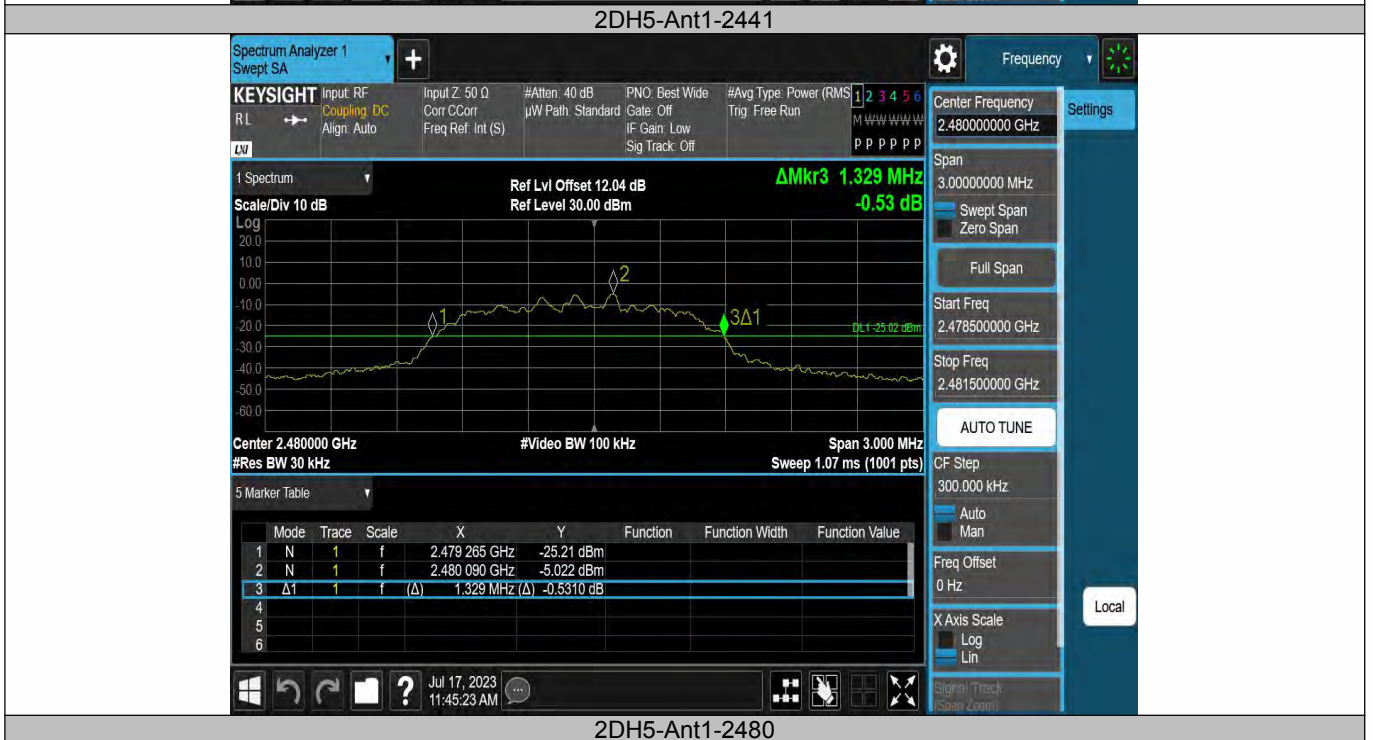 2DH5-Ant1-2441
Spectrum Analyzer 1
Swept SA
+
Frequency
KEYSIGHT
RL
LXI
Input: RF
Coupling: DC
Align: Auto
Input Z: 50 Ω
Corr CCorr
Freq Ref: Int (S)
#Atten: 40 dB
µW Path: Standard
PNO: Best Wide
Gate: Off
IF Gain: Low
Sig Track: Off
#Avg Type: Power (RMS
Trig: Free Run
1 2 3 4 5 6
M W W W W W
P P P P P P
1 Spectrum
Scale/Div 10 dB
Ref Lvl Offset 12.04 dB
Ref Level 30.00 dBm
ΔMkr3 1.329 MHz
-0.53 dB
Log
20.0
10.0
0.00
-10.0
-20.0
-30.0
-40.0
-50.0
-60.0
1
2
3Δ1
DL1 -25.02 dBm
Center 2.480000 GHz
#Video BW 100 kHz
Span 3.000 MHz
#Res BW 30 kHz
Sweep 1.07 ms (1001 pts)
5 Marker Table
Mode Trace Scale X Y Function Function Width Function Value
1 N 1 f 2.479 265 GHz -25.21 dBm
2 N 1 f 2.480 090 GHz -5.022 dBm
3 Δ1 1 f (Δ) 1.329 MHz (Δ) -0.5310 dB
4
5
6
?
Jul 17, 2023
11:45:23 AM
Center Frequency
2.480000000 GHz
Settings
Span
3.00000000 MHz
Swept Span
Zero Span
Full Span
Start Freq
2.478500000 GHz
Stop Freq
2.481500000 GHz
AUTO TUNE
CF Step
300.000 kHz
Auto
Man
Freq Offset
0 Hz
Local
X Axis Scale
Log
Lin
Signal Track
(Span Zoom)
2DH5-Ant1-2480